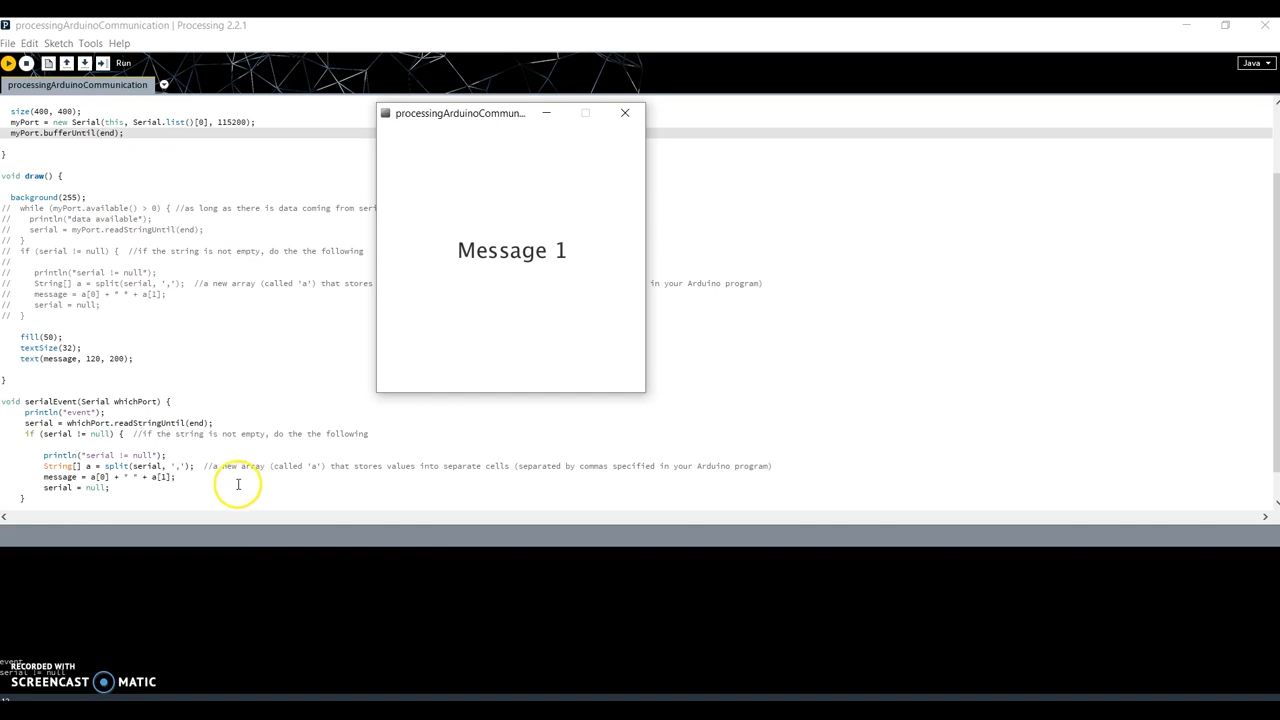 processingArduinoCommunication | Processing 2.2.1
File Edit Sketch Tools Help
Run
Java
processingArduinoCommunication
size(400, 400);
myPort = new Serial(this, Serial.list()[0], 115200);
myPort.bufferUntil(end);
}
void draw() {
background(255);
// while (myPort.available() > 0) { //as long as there is data coming from seri
// println("data available");
// serial = myPort.readStringUntil(end);
// }
// if (serial != null) { //if the string is not empty, do the the following
//
// println("serial != null");
// String[] a = split(serial, ','); //a new array (called 'a') that stores in your Arduino program)
// message = a[0] + " " + a[1];
// serial = null;
// }
fill(50);
textSize(32);
text(message, 120, 200);
}
void serialEvent(Serial whichPort) {
println("event");
serial = whichPort.readStringUntil(end);
if (serial != null) { //if the string is not empty, do the the following
println("serial != null");
String[] a = split(serial, ','); //a new array (called 'a') that stores values into separate cells (separated by commas specified in your Arduino program)
message = a[0] + " " + a[1];
serial = null;
}
processingArduinoCommun...
Message 1
event
serial != null
RECORDED WITH
SCREENCAST MATIC